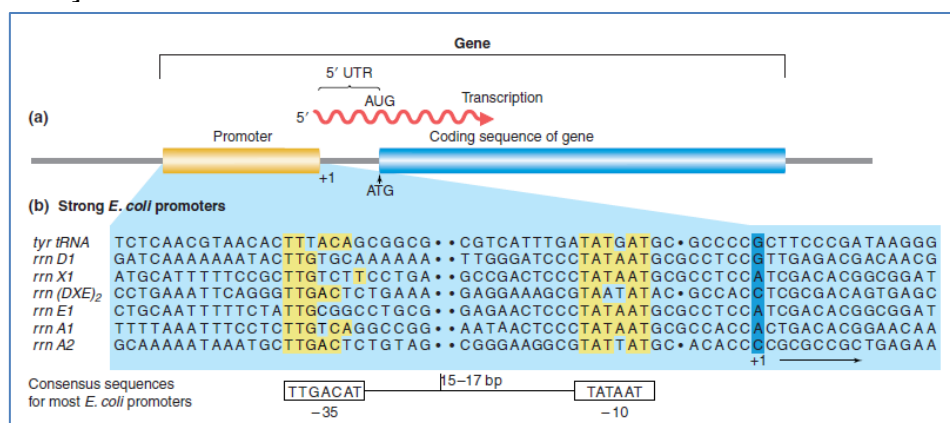 ]
Gene
5′ UTR
AUG
Transcription
(a)
5′
Promoter
Coding sequence of gene
+1
ATG
(b) Strong E. coli promoters
tyr tRNA TCTCAACGTAACACTTTACAGCGGCG••CGTCATTTGATATGATGC•GCCCCGCTTCCCGATAAGGG
rrn D1 GATCAAAAAAATACTTGTGCAAAAAA••TTGGGATCCCTATAATGCGCCTCCGTTGAGACGACAACG
rrn X1 ATGCATTTTTCCGCTTGTCTTCCTGA••GCCGACTCCCTATAATGCGCCTCCATCGACACGGCGGAT
rrn (DXE)₂ CCTGAAATTCAGGGTTGACTCTGAAA••GAGGAAAGCGTAATATAC•GCCACCTCGCGACAGTGAGC
rrn E1 CTGCAATTTTTCTATTGCGGCCTGCG••GAGAACTCCCTATAATGCGCCTCCATCGACACGGCGGAT
rrn A1 TTTTAAATTTCCTCTTGTCAGGCCGG••AATAACTCCCTATAATGCGCCACCACTGACACGGAACAA
rrn A2 GCAAAAATAAATGCTTGACTCTGTAG••CGGGAAGGCGTATTATGC•ACACCCCGCGCCGCTGAGAA
+1
Consensus sequences
for most E. coli promoters
TTGACAT
15–17 bp
TATAAT
−35
−10